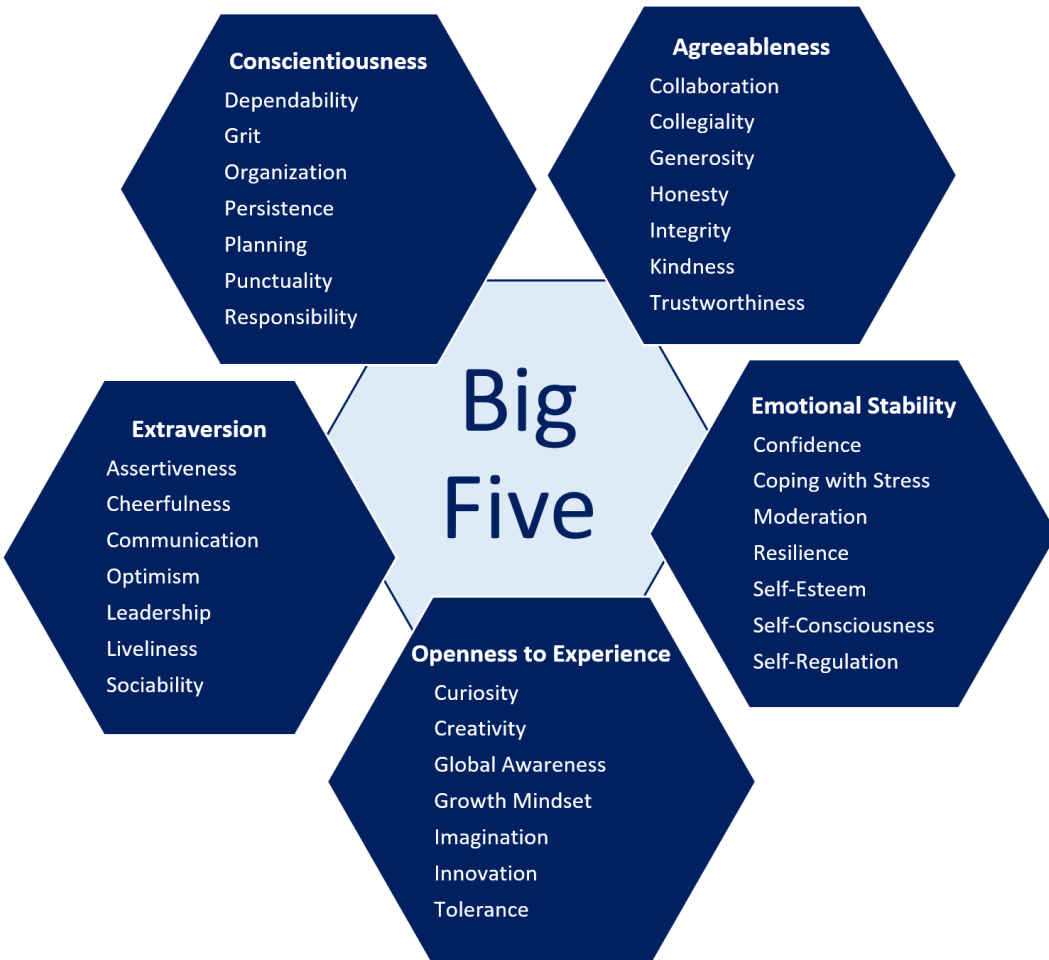 Conscientiousness
Dependability
Grit
Organization
Persistence
Planning
Punctuality
Responsibility
Agreeableness
Collaboration
Collegiality
Generosity
Honesty
Integrity
Kindness
Trustworthiness
Big
Five
Extraversion
Assertiveness
Cheerfulness
Communication
Optimism
Leadership
Liveliness
Sociability
Emotional Stability
Confidence
Coping with Stress
Moderation
Resilience
Self-Esteem
Self-Consciousness
Self-Regulation
Openness to Experience
Curiosity
Creativity
Global Awareness
Growth Mindset
Imagination
Innovation
Tolerance